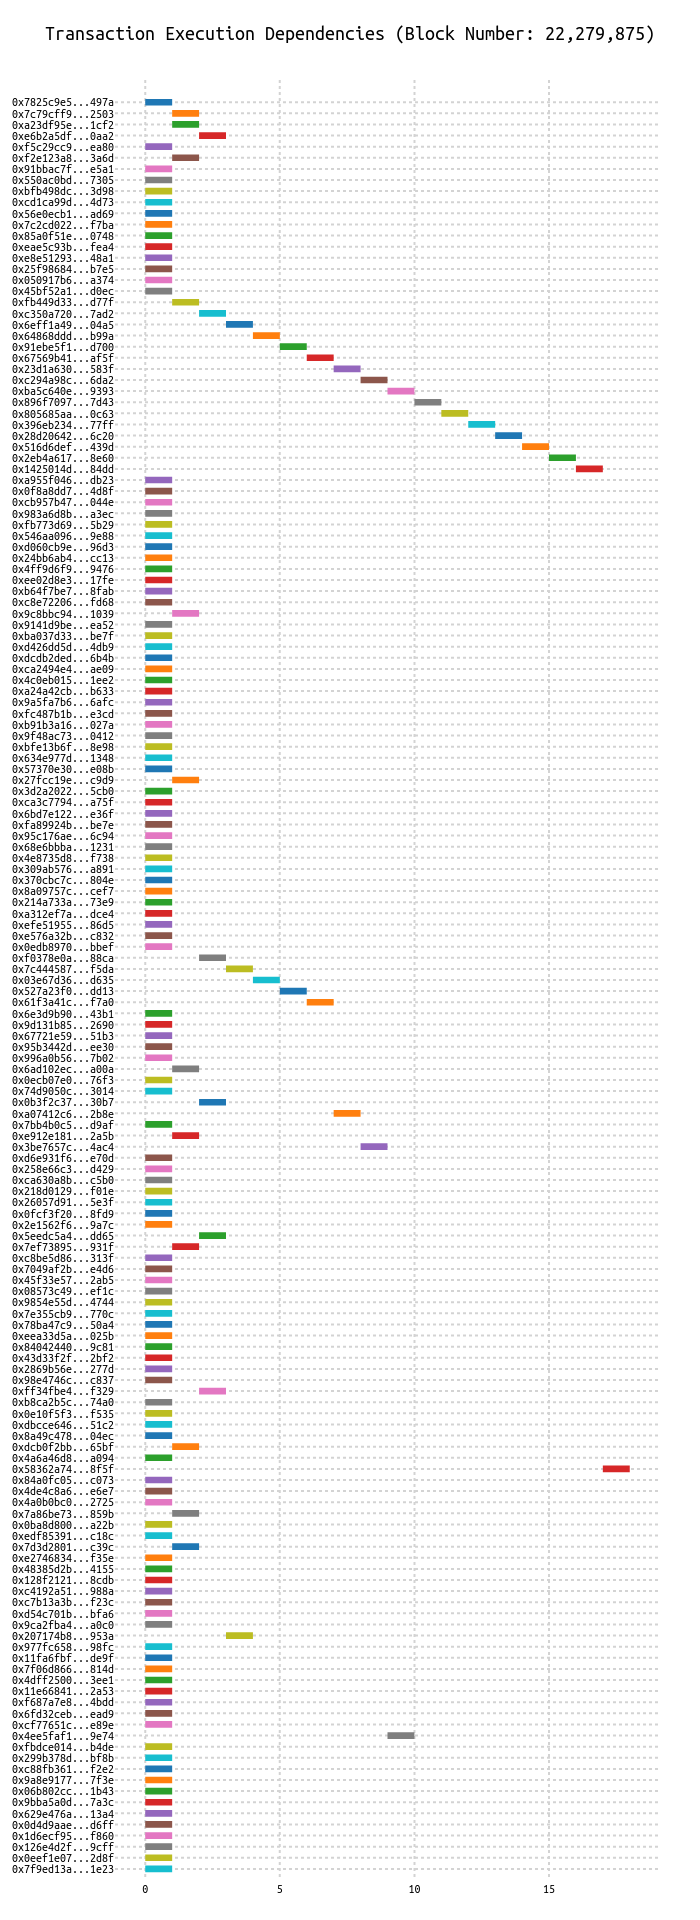 Transaction Execution Dependencies (Block Number: 22,279,875)
0x7825c9e5...497a
0x7c79cff9...2503
0xa23df95e...1cf2
0xe6b2a5df...0aa2
0xf5c29cc9...ea80
0xf2e123a8...3a6d
0x91bbac7f...e5a1
0x550ac0bd...7305
0xbfb498dc...3d98
0xcd1ca99d...4d73
0x56e0ecb1...ad69
0x7c2cd022...f7ba
0x85a0f51e...0748
0xeae5c93b...fea4
0xe8e51293...48a1
0x25f98684...b7e5
0x050917b6...a374
0x45bf52a1...d0ec
0xfb449d33...d77f
0xc350a720...7ad2
0x6eff1a49...04a5
0x64868ddd...b99a
0x91ebe5f1...d700
0x67569b41...af5f
0x23d1a630...583f
0xc294a98c...6da2
0xba5c640e...9393
0x896f7097...7d43
0x805685aa...0c63
0x396eb234...77ff
0x28d20642...6c20
0x516d6def...439d
0x2eb4a617...8e60
0x1425014d...84dd
0xa955f046...db23
0x0f8a8dd7...4d8f
0xcb957b47...044e
0x983a6d8b...a3ec
0xfb773d69...5b29
0x546aa096...9e88
0xd060cb9e...96d3
0x24bb6ab4...cc13
0x4ff9d6f9...9476
0xee02d8e3...17fe
0xb64f7be7...8fab
0xc8e72206...fd68
0x9c8bbc94...1039
0x9141d9be...ea52
0xba037d33...be7f
0xd426dd5d...4db9
0xdcdb2ded...6b4b
0xca2494e4...ae09
0x4c0eb015...1ee2
0xa24a42cb...b633
0x9a5fa7b6...6afc
0xfc487b1b...e3cd
0xb91b3a16...027a
0x9f48ac73...0412
0xbfe13b6f...8e98
0x634e977d...1348
0x57370e30...e08b
0x27fcc19e...c9d9
0x3d2a2022...5cb0
0xca3c7794...a75f
0x6bd7e122...e36f
0xfa89924b...be7e
0x95c176ae...6c94
0x68e6bbba...1231
0x4e8735d8...f738
0x309ab576...a891
0x370cbc7c...804e
0x8a09757c...cef7
0x214a733a...73e9
0xa312ef7a...dce4
0xefe51955...86d5
0xe576a32b...c832
0x0edb8970...bbef
0xf0378e0a...88ca
0x7c444587...f5da
0x03e67d36...d635
0x527a23f0...dd13
0x61f3a41c...f7a0
0x6e3d9b90...43b1
0x9d131b85...2690
0x67721e59...51b3
0x95b3442d...ee30
0x996a0b56...7b02
0x6ad102ec...a00a
0x0ecb07e0...76f3
0x74d9050c...3014
0x0b3f2c37...30b7
0xa07412c6...2b8e
0x7bb4b0c5...d9af
0xe912e181...2a5b
0x3be7657c...4ac4
0xd6e931f6...e70d
0x258e66c3...d429
0xca630a8b...c5b0
0x218d0129...f01e
0x26057d91...5e3f
0x0fcf3f20...8fd9
0x2e1562f6...9a7c
0x5eedc5a4...dd65
0x7ef73895...931f
0xc8be5d86...313f
0x7049af2b...e4d6
0x45f33e57...2ab5
0x08573c49...ef1c
0x9854e55d...4744
0x7e355cb9...770c
0x78ba47c9...50a4
0xeea33d5a...025b
0x84042440...9c81
0x43d33f2f...2bf2
0x2869b56e...277d
0x98e4746c...c837
0xff34fbe4...f329
0xb8ca2b5c...74a0
0x0e10f5f3...f535
0xdbcce646...51c2
0x8a49c478...04ec
0xdcb0f2bb...65bf
0x4a6a46d8...a094
0x58362a74...8f5f
0x84a0fc05...c073
0x4de4c8a6...e6e7
0x4a0b0bc0...2725
0x7a86be73...859b
0x0ba8d800...a22b
0xedf85391...c18c
0x7d3d2801...c39c
0xe2746834...f35e
0x48385d2b...4155
0x128f2121...8cdb
0xc4192a51...988a
0xc7b13a3b...f23c
0xd54c701b...bfa6
0x9ca2fba4...a0c0
0x207174b8...953a
0x977fc658...98fc
0x11fa6fbf...de9f
0x7f06d866...814d
0x4dff2500...3ee1
0x11e66841...2a53
0xf687a7e8...4bdd
0x6fd32ceb...ead9
0xcf77651c...e89e
0x4ee5faf1...9e74
0xfbdce014...b4de
0x299b378d...bf8b
0xc88fb361...f2e2
0x9a8e9177...7f3e
0x06b802cc...1b43
0x9bba5a0d...7a3c
0x629e476a...13a4
0x0d4d9aae...d6ff
0x1d6ecf95...f860
0x126e4d2f...9cff
0x0eef1e07...2d8f
0x7f9ed13a...1e23
0 5 10 15